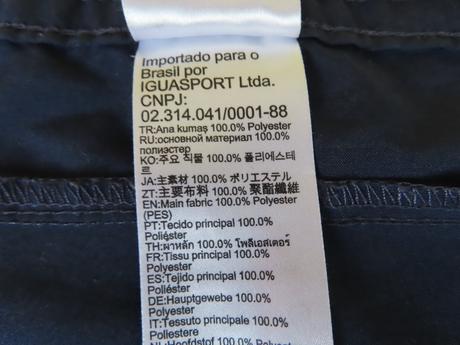 Importado para o
Brasil por
IGUASPORT Ltda.
CNPJ:
02.314.041/0001-88
TR:Ana kumaş 100.0% Polyester
RU:основной материал 100.0%
полиэстер
KO:주요 직물 100.0% 폴리에스테
르
JA:主素材 100.0% ポリエステル
ZT:主要布料 100.0% 聚酯纖維
EN:Main fabric 100.0% Polyester
(PES)
PT:Tecido principal 100.0%
Poliéster
TH:ผ้าหลัก 100.0% โพลีเอสเตอร์
FR:Tissu principal 100.0%
Polyester
ES:Tejido principal 100.0%
Poliéster
DE:Hauptgewebe 100.0%
Polyester
IT:Tessuto principale 100.0%
Poliestere
NL:Hoofdstof 100.0% Polyester